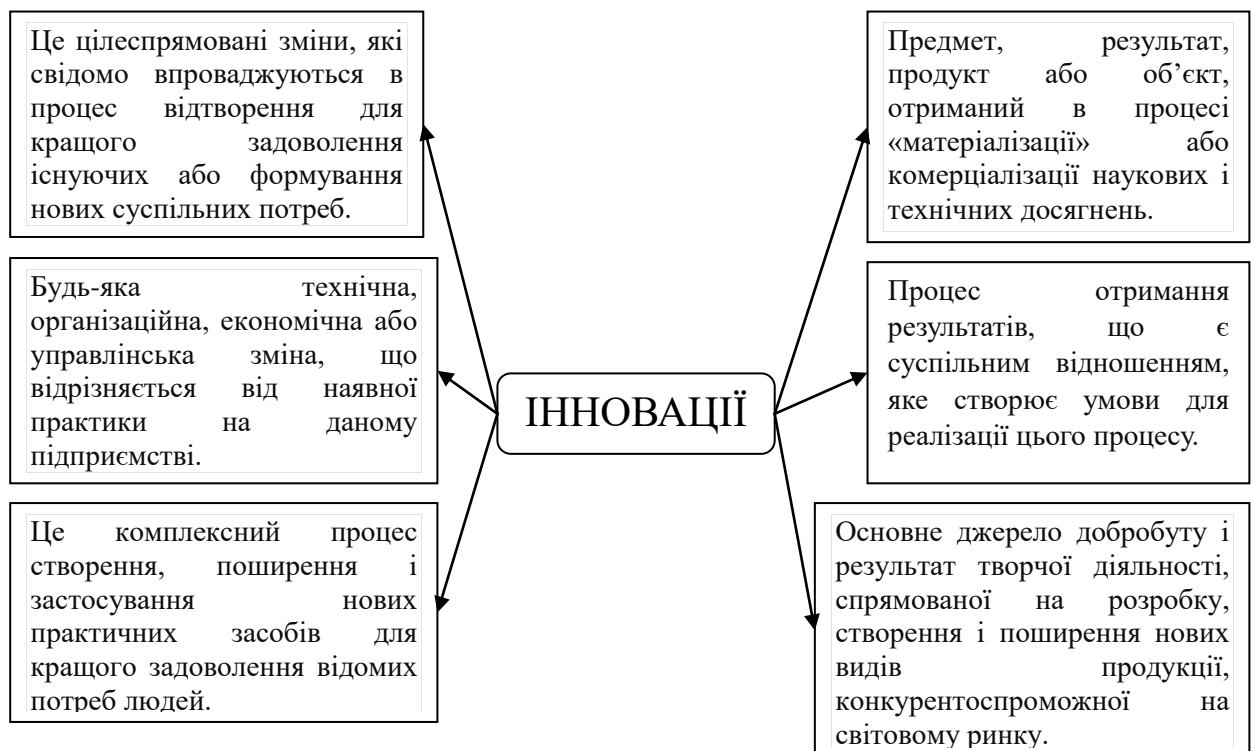 Це цілеспрямовані зміни, які
свідомо впроваджуються в
процес відтворення для
кращого задоволення
існуючих або формування
нових суспільних потреб.
Будь-яка технічна,
організаційна, економічна або
управлінська зміна, що
відрізняється від наявної
практики на даному
підприємстві.
Це комплексний процес
створення, поширення і
застосування нових
практичних засобів для
кращого задоволення відомих
потреб людей.
ІННОВАЦІЇ
Предмет, результат,
продукт або об’єкт,
отриманий в процесі
«матеріалізації» або
комерціалізації наукових і
технічних досягнень.
Процес отримання
результатів, що є
суспільним відношенням,
яке створює умови для
реалізації цього процесу.
Основне джерело добробуту і
результат творчої діяльності,
спрямованої на розробку,
створення і поширення нових
видів продукції,
конкурентоспроможної на
світовому ринку.